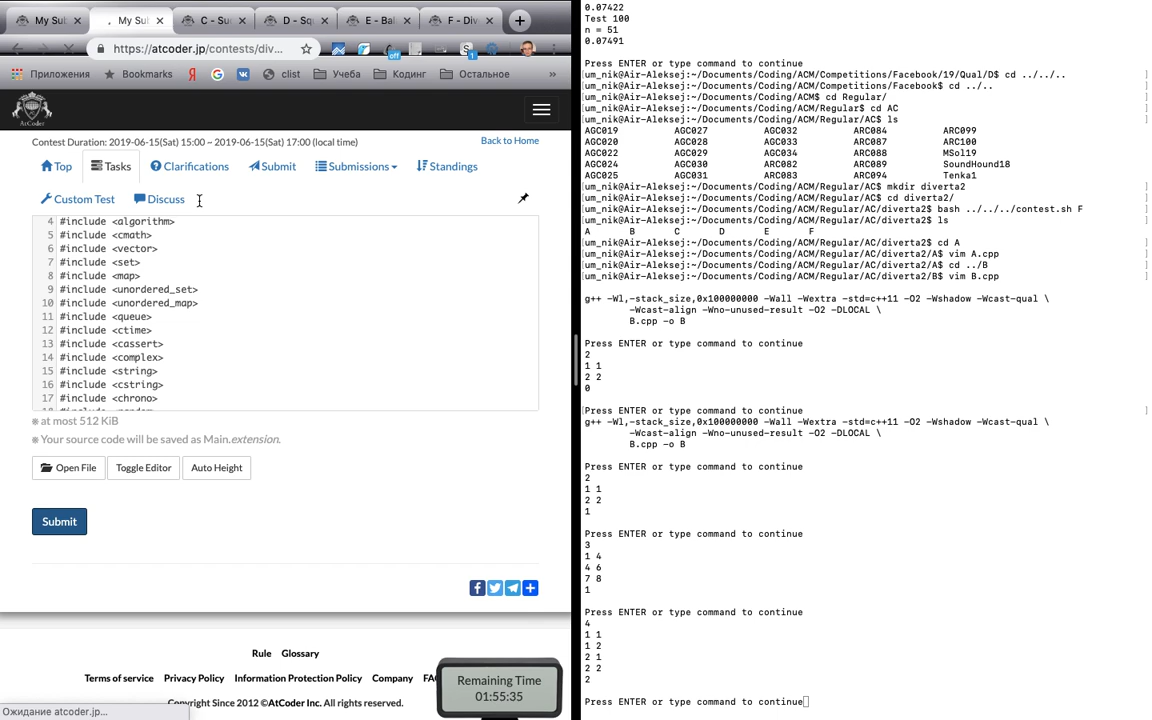 My Sul
My Sul
C - Su
D - Sq
E - Bal
F - Div
https://atcoder.jp/contests/div...
off
S
1
Приложения
Bookmarks
Я
G
clist
Учеба
Кодинг
Остальное
»
AtCoder
Contest Duration: 2019-06-15(Sat) 15:00 ~ 2019-06-15(Sat) 17:00 (local time)
Back to Home
Top
Tasks
Clarifications
Submit
Submissions
Standings
Custom Test
Discuss
4 #include <algorithm>
5 #include <cmath>
6 #include <vector>
7 #include <set>
8 #include <map>
9 #include <unordered_set>
10 #include <unordered_map>
11 #include <queue>
12 #include <ctime>
13 #include <cassert>
14 #include <complex>
15 #include <string>
16 #include <cstring>
17 #include <chrono>
※ at most 512 KiB
※ Your source code will be saved as Main.extension.
Open File
Toggle Editor
Auto Height
Submit
Rule
Glossary
Terms of service
Privacy Policy
Information Protection Policy
Company
FA
Copyright Since 2012 ©AtCoder Inc. All rights reserved.
Remaining Time
01:55:35
Ожидание atcoder.jp...
0.07422
Test 100
n = 51
0.07491
Press ENTER or type command to continue
[um_nik@Air-Aleksej:~/Documents/Coding/ACM/Competitions/Facebook/19/Qual/D$ cd ../../.. ]
[um_nik@Air-Aleksej:~/Documents/Coding/ACM/Competitions/Facebook$ cd ../.. ]
[um_nik@Air-Aleksej:~/Documents/Coding/ACM$ cd Regular/ ]
[um_nik@Air-Aleksej:~/Documents/Coding/ACM/Regular$ cd AC ]
[um_nik@Air-Aleksej:~/Documents/Coding/ACM/Regular/AC$ ls ]
AGC019 AGC027 AGC032 ARC084 ARC099
AGC020 AGC028 AGC033 ARC087 ARC100
AGC022 AGC029 AGC034 ARC088 MSol19
AGC024 AGC030 ARC082 ARC089 SoundHound18
AGC025 AGC031 ARC083 ARC094 Tenka1
[um_nik@Air-Aleksej:~/Documents/Coding/ACM/Regular/AC$ mkdir diverta2 ]
[um_nik@Air-Aleksej:~/Documents/Coding/ACM/Regular/AC$ cd diverta2/ ]
[um_nik@Air-Aleksej:~/Documents/Coding/ACM/Regular/AC/diverta2$ bash ../../../contest.sh F ]
[um_nik@Air-Aleksej:~/Documents/Coding/ACM/Regular/AC/diverta2$ ls ]
A B C D E F
[um_nik@Air-Aleksej:~/Documents/Coding/ACM/Regular/AC/diverta2$ cd A ]
[um_nik@Air-Aleksej:~/Documents/Coding/ACM/Regular/AC/diverta2/A$ vim A.cpp ]
[um_nik@Air-Aleksej:~/Documents/Coding/ACM/Regular/AC/diverta2/A$ cd ../B ]
[um_nik@Air-Aleksej:~/Documents/Coding/ACM/Regular/AC/diverta2/B$ vim B.cpp ]
g++ -Wl,-stack_size,0x100000000 -Wall -Wextra -std=c++11 -O2 -Wshadow -Wcast-qual \
-Wcast-align -Wno-unused-result -O2 -DLOCAL \
B.cpp -o B
Press ENTER or type command to continue
2
1 1
2 2
0
[Press ENTER or type command to continue ]
g++ -Wl,-stack_size,0x100000000 -Wall -Wextra -std=c++11 -O2 -Wshadow -Wcast-qual \
-Wcast-align -Wno-unused-result -O2 -DLOCAL \
B.cpp -o B
Press ENTER or type command to continue
2
1 1
2 2
1
Press ENTER or type command to continue
3
1 4
4 6
7 8
1
Press ENTER or type command to continue
4
1 1
1 2
2 1
2 2
2
Press ENTER or type command to continue